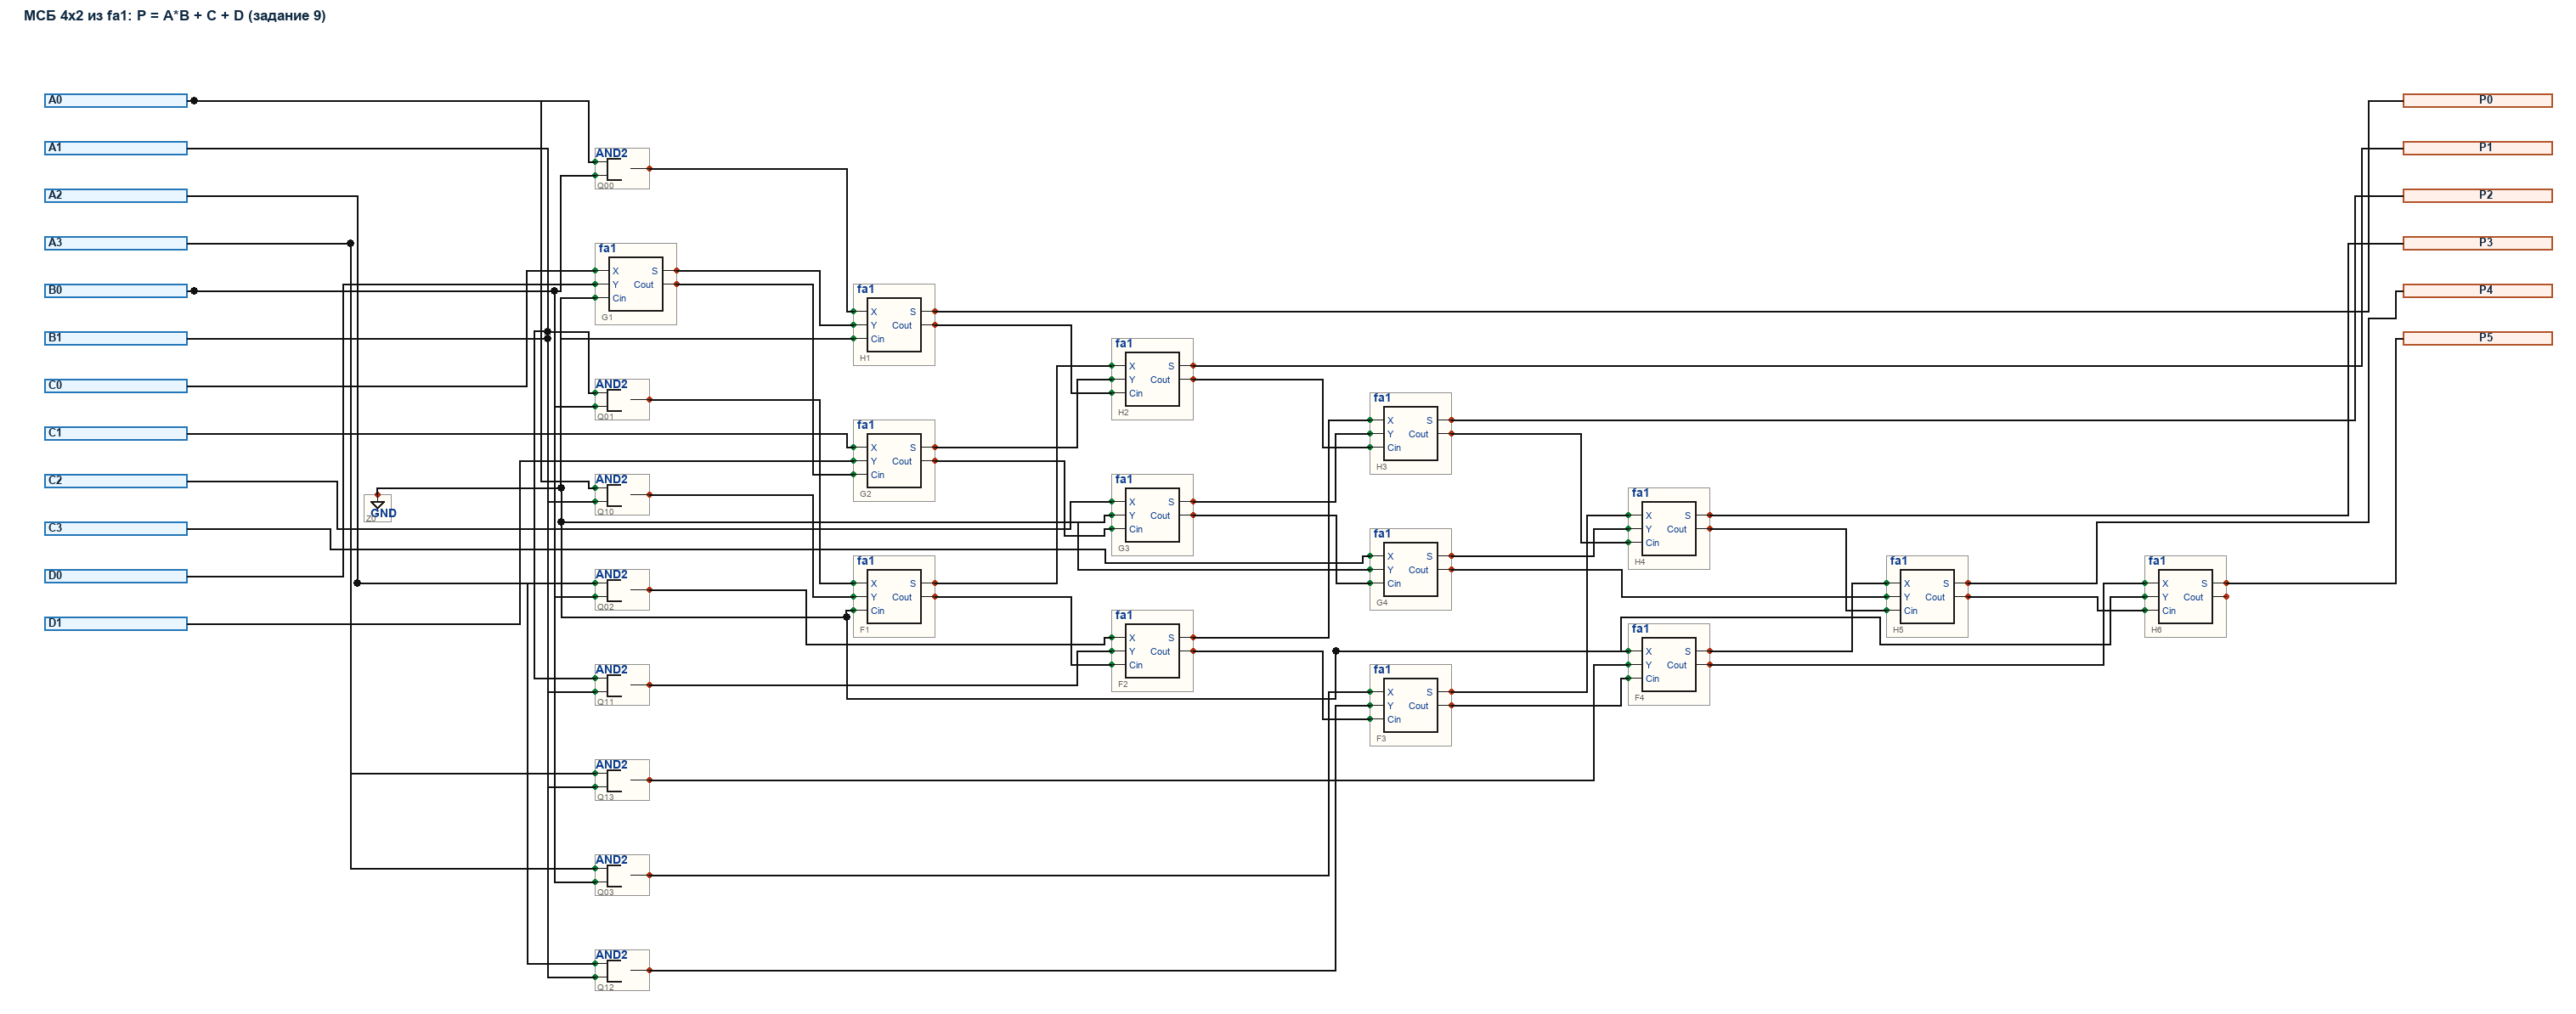 МСБ 4x2 из fa1: P = A*B + C + D (задание 9)
A0
P0
A1
P1
AND2
Q00
A2
P2
A3
P3
fa1
X S
Y Cout
Cin
G1
B0
P4
fa1
X S
Y Cout
Cin
H1
B1
P5
fa1
X S
Y Cout
Cin
H2
C0
AND2
Q01
fa1
X S
Y Cout
Cin
H3
C1
fa1
X S
Y Cout
Cin
G2
C2
AND2
Q10
fa1
X S
Y Cout
Cin
G3
fa1
X S
Y Cout
Cin
H4
GND
Z0
C3
fa1
X S
Y Cout
Cin
G4
D0
AND2
Q02
fa1
X S
Y Cout
Cin
F1
fa1
X S
Y Cout
Cin
H5
fa1
X S
Y Cout
Cin
H6
D1
fa1
X S
Y Cout
Cin
F2
fa1
X S
Y Cout
Cin
F4
AND2
Q11
fa1
X S
Y Cout
Cin
F3
AND2
Q13
AND2
Q03
AND2
Q12